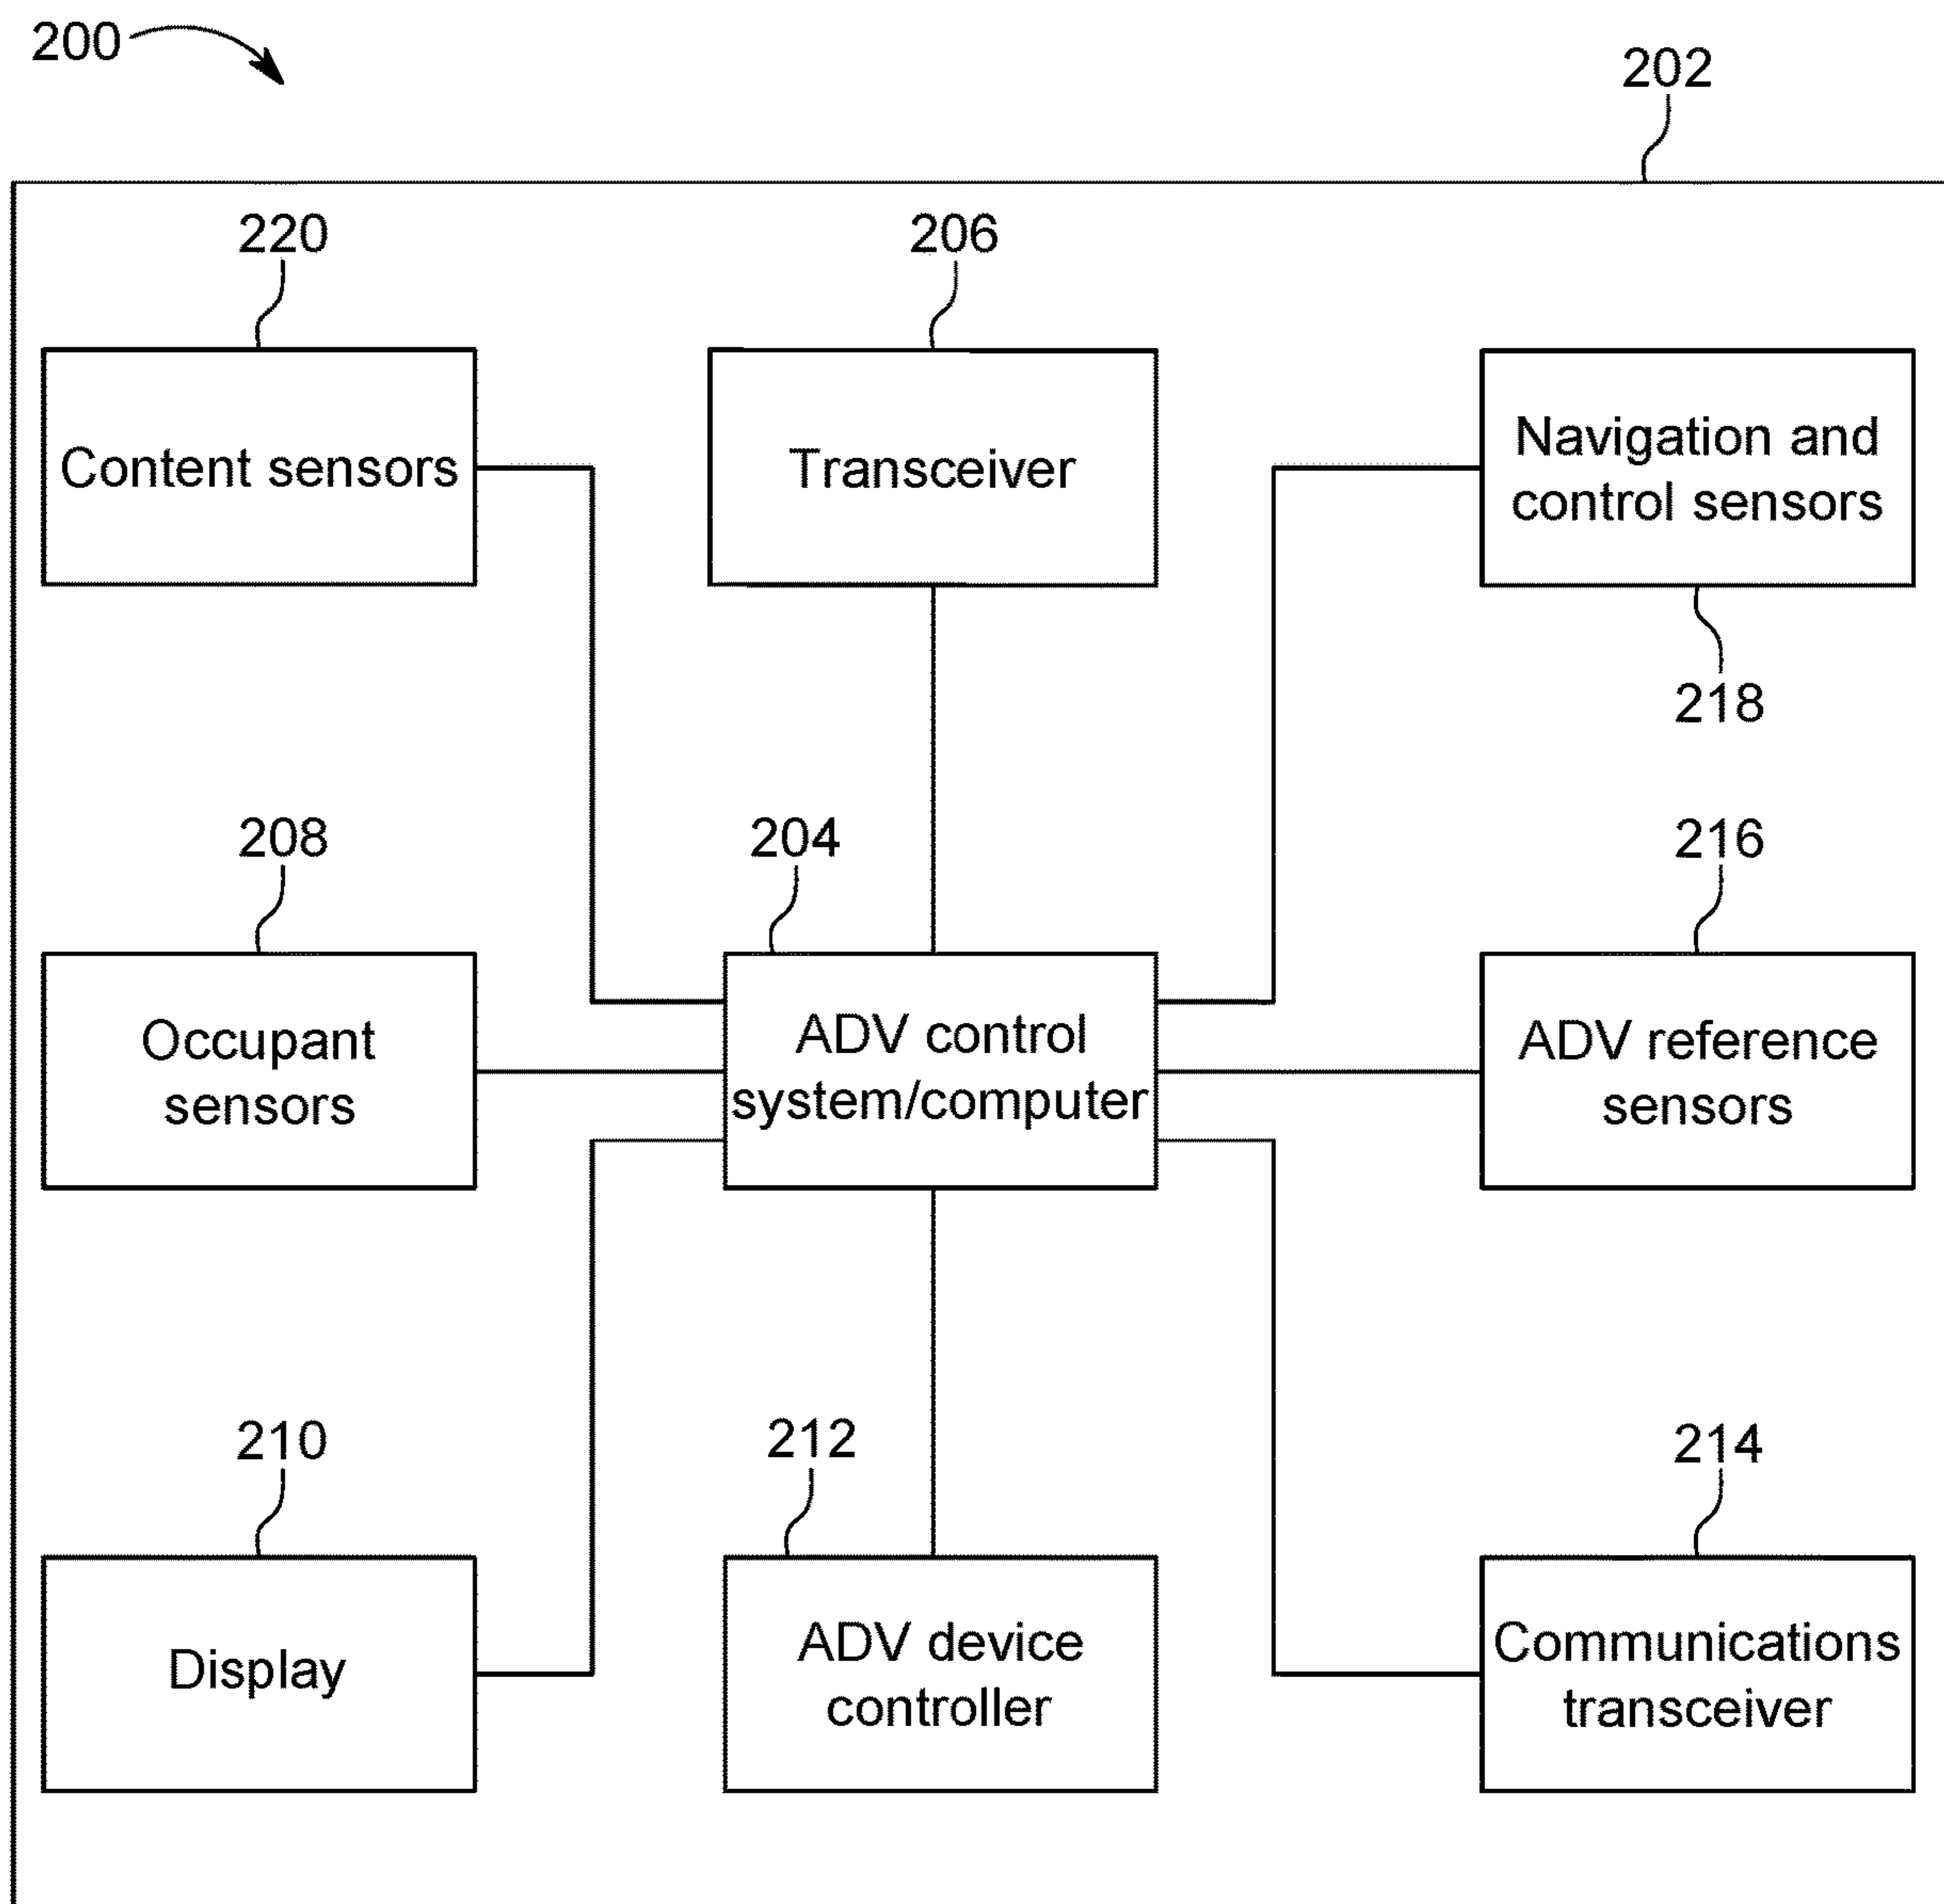 200
202
220
206
Content sensors
Transceiver
Navigation and
control sensors
218
208
204
216
Occupant
sensors
ADV control
system/computer
ADV reference
sensors
210
212
214
Display
ADV device
controller
Communications
transceiver